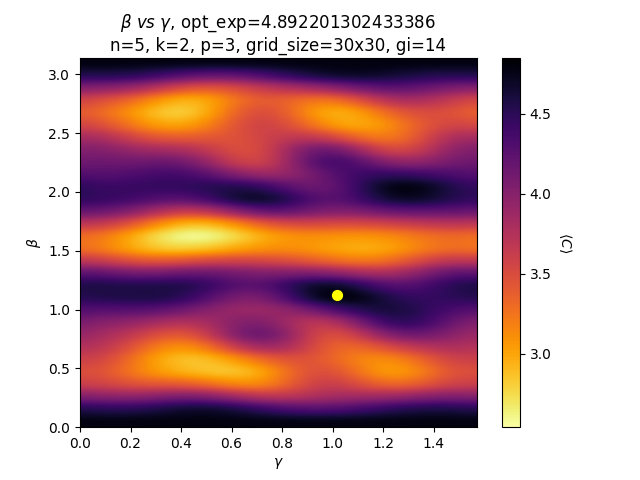 β vs γ, opt_exp=4.892201302433386
n=5, k=2, p=3, grid_size=30x30, gi=14
3.0
2.5
2.0
1.5
1.0
0.5
0.0
β
0.0 0.2 0.4 0.6 0.8 1.0 1.2 1.4
γ
4.5
4.0
3.5
3.0
⟨C⟩